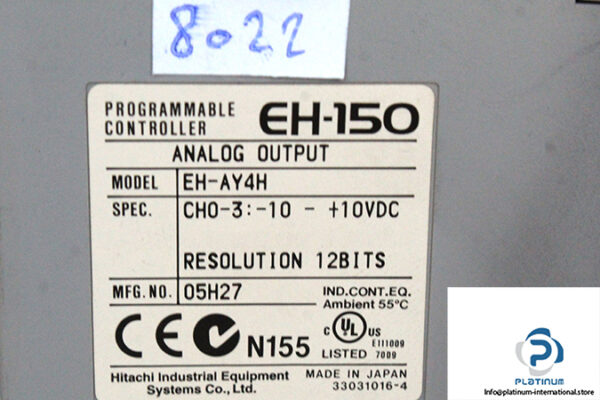 8022
PROGRAMMABLE
CONTROLLER EH-150
ANALOG OUTPUT
MODEL EH-AY4H
SPEC. CH0-3:-10 - +10VDC
RESOLUTION 12BITS
MFG.NO. 05H27
IND.CONT.EQ.
Ambient 55°C
CE N155
C UL US
E111009
LISTED 7009
Hitachi Industrial Equipment
Systems Co., Ltd.
MADE IN JAPAN
33031016-4
PLATINUM
Info@platinum-international.store